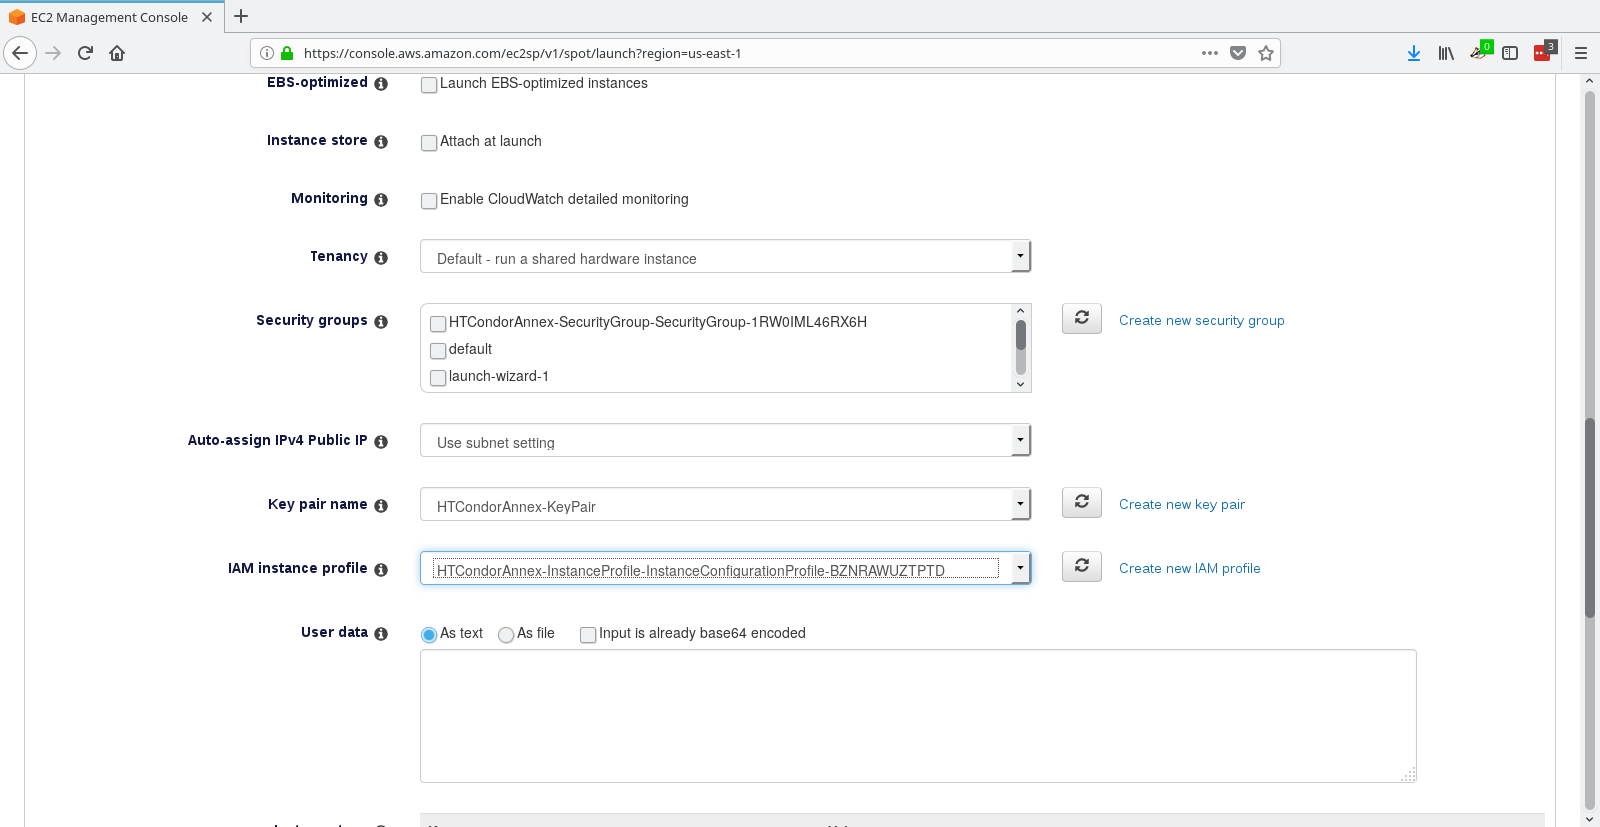 EC2 Management Console
https://console.aws.amazon.com/ec2sp/v1/spot/launch?region=us-east-1
0
3
EBS-optimized Launch EBS-optimized instances
Instance store Attach at launch
Monitoring Enable CloudWatch detailed monitoring
Tenancy Default - run a shared hardware instance
Security groups HTCondorAnnex-SecurityGroup-SecurityGroup-1RW0IML46RX6H Create new security group
default
launch-wizard-1
Auto-assign IPv4 Public IP Use subnet setting
Key pair name HTCondorAnnex-KeyPair Create new key pair
IAM instance profile HTCondorAnnex-InstanceProfile-InstanceConfigurationProfile-BZNRAWUZTPTD Create new IAM profile
User data As text As file Input is already base64 encoded